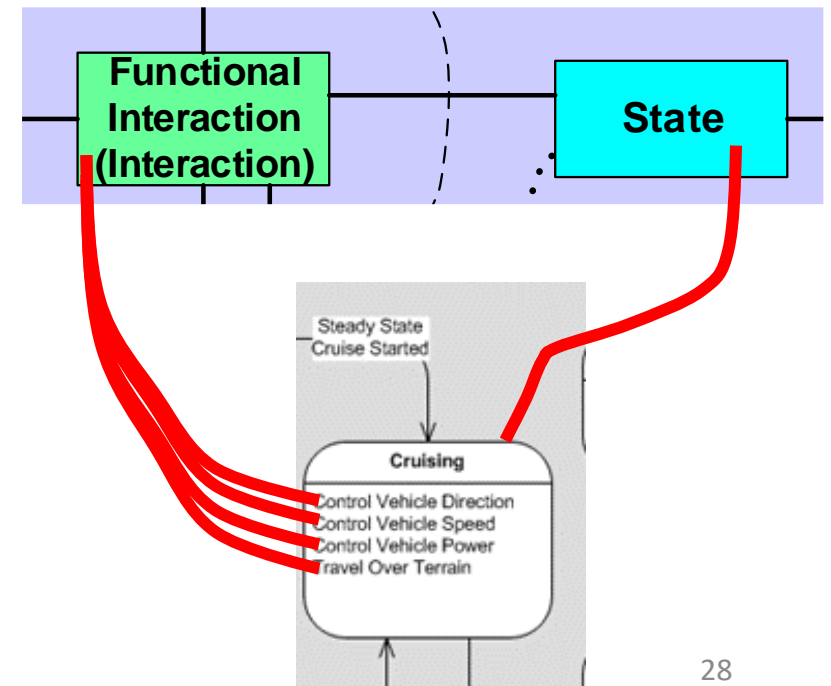 Functional
Interaction
(Interaction)
State
Steady State
Cruise Started
Cruising
Control Vehicle Direction
Control Vehicle Speed
Control Vehicle Power
Travel Over Terrain
28